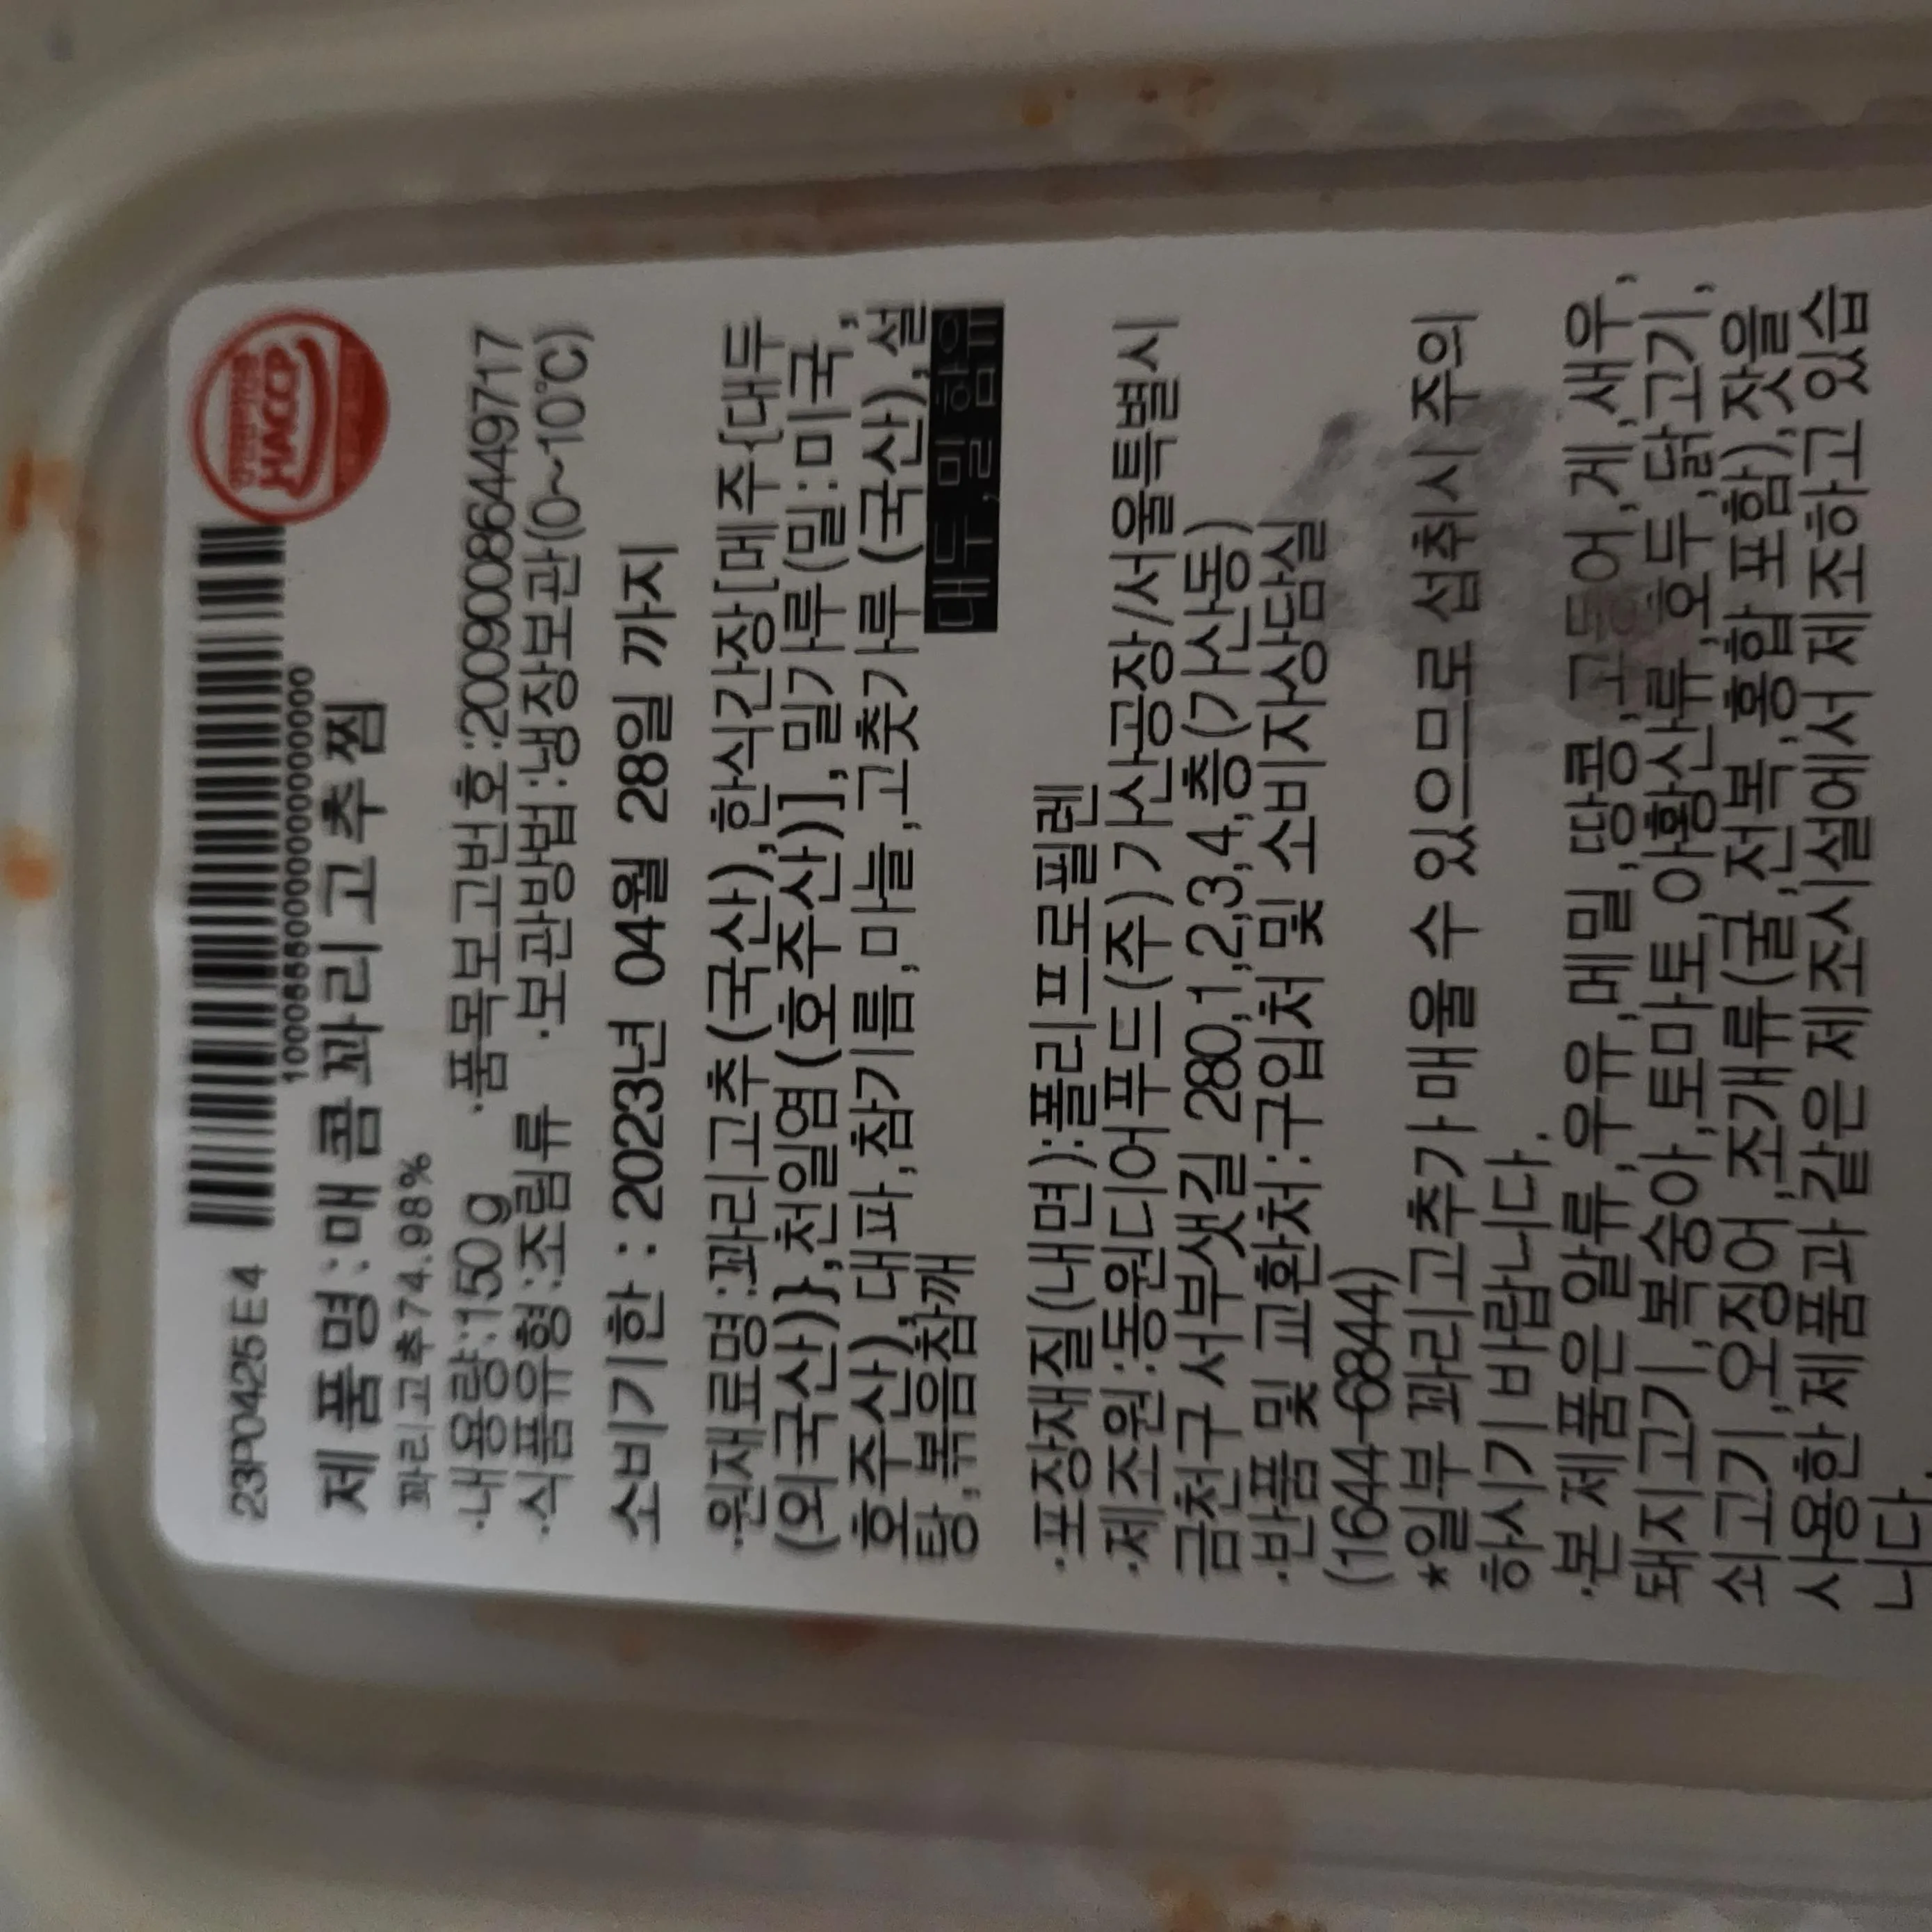 HACCP
23P0425E4
제품명:매콤꽈리고추찜
꽈리고추74.98%
·내용량:150g ·품목보고번호:20090086449717
·식품유형:조림류 ·보관방법:냉장보관(0~10℃)
소비기한 : 2023년 04월 28일 까지
·원재료명:꽈리고추(국산),한식간장[메주{대두
(외국산)},천일염(호주산)],밀가루(밀:미국,
호주산),대파,참기름,마늘,고춧가루(국산),설
탕,볶음참깨
대두,밀 함유
·포장재질(내면):폴리프로필렌
·제조원:동원디어푸드(주)가산공장/서울특별시
금천구 서부샛길 280,1,2,3,4,층(가산동)
·반품 및 교환처:구입처 및 소비자상담실
(1644-6844)
*일부 꽈리고추가 매울 수 있으므로 섭취시 주의
하시기 바랍니다.
·본 제품은 알류,우유,메밀,땅콩,고등어,게,새우,
돼지고기,복숭아,토마토,아황산류,호두,닭고기,
쇠고기,오징어,조개류(굴,전복,홍합 포함),잣을
사용한 제품과 같은 제조시설에서 제조하고 있습
니다.